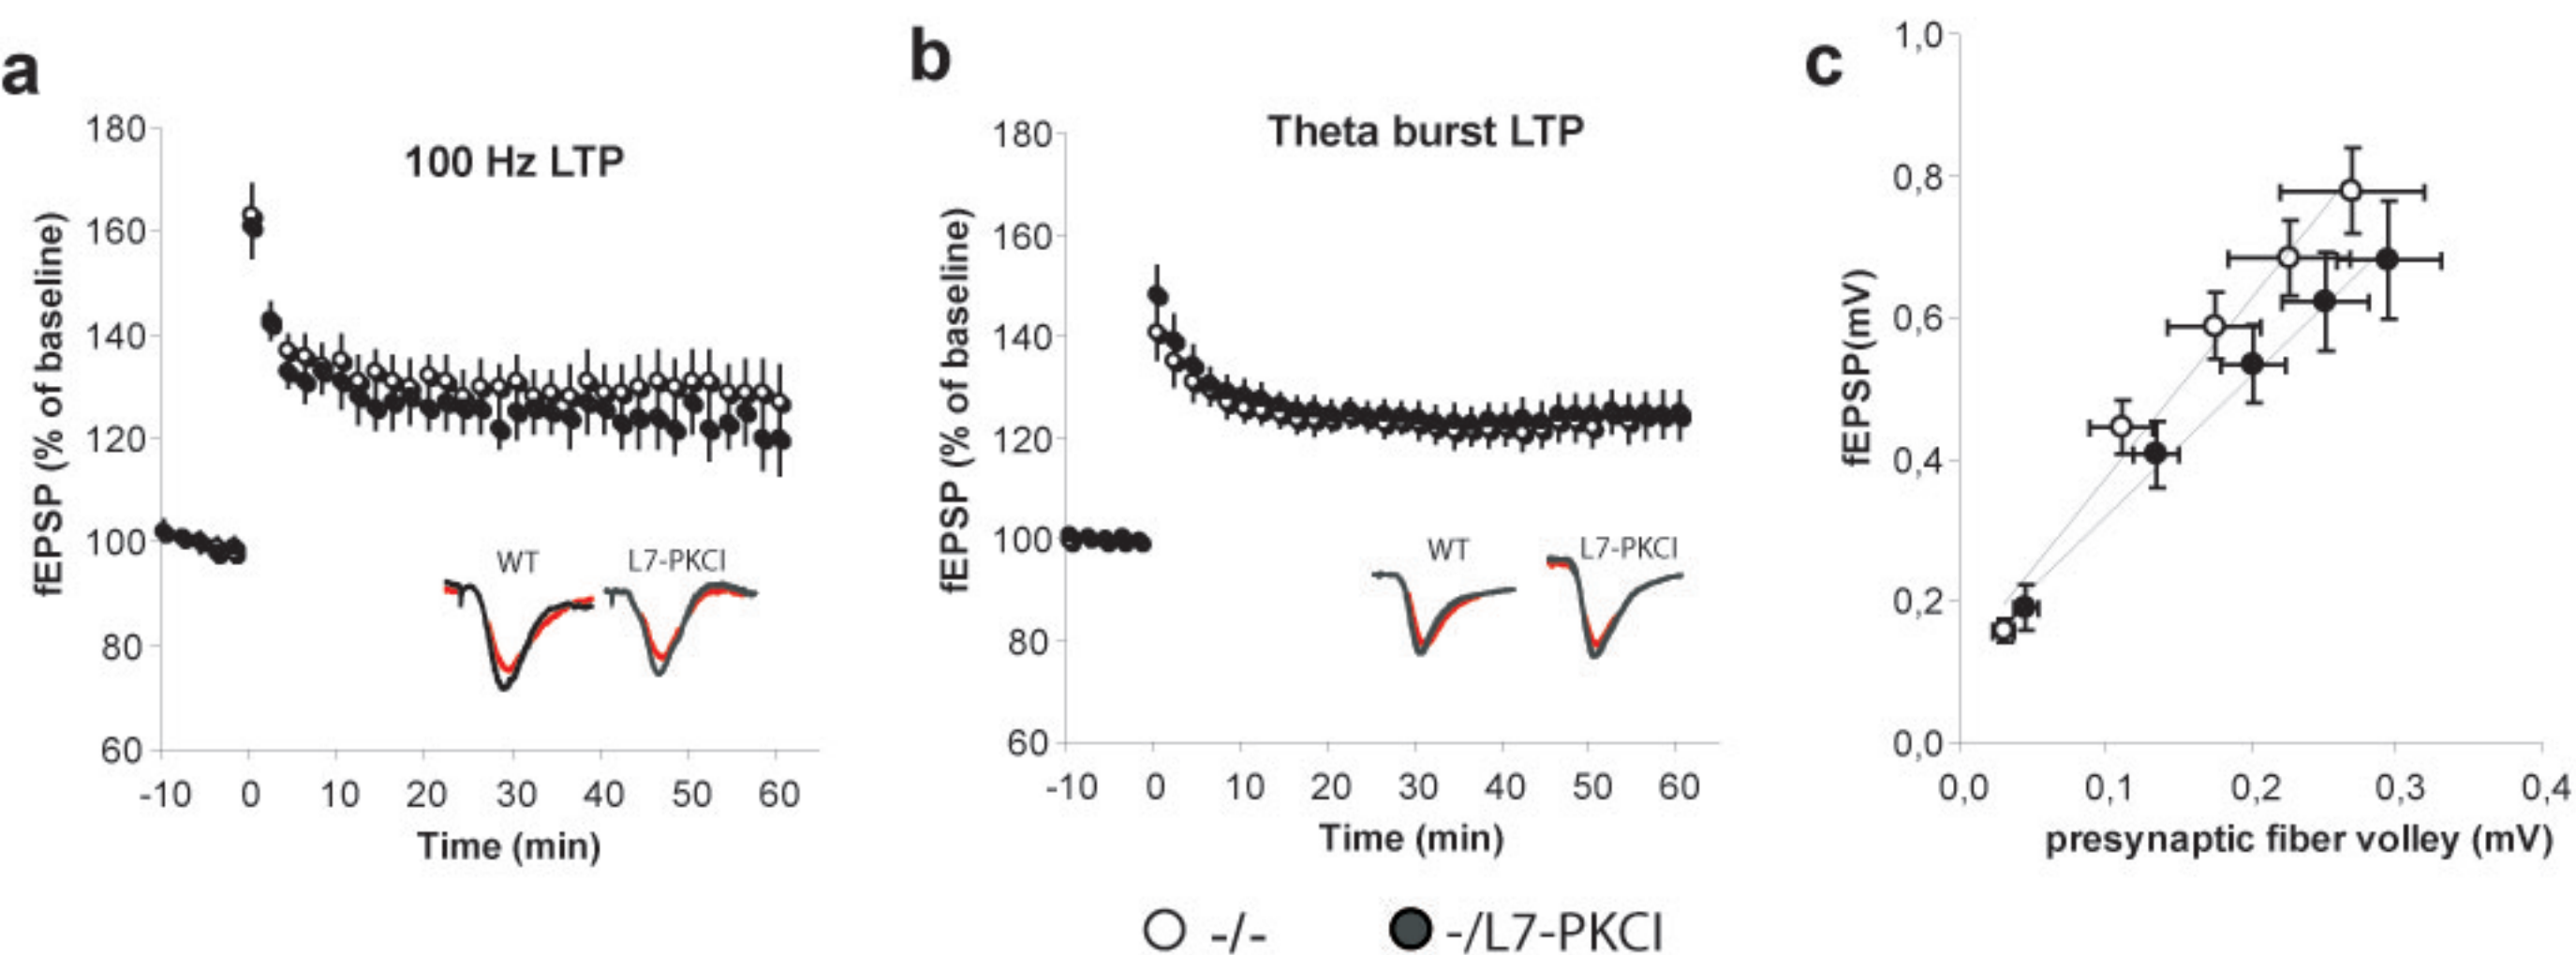 a
100 Hz LTP
fEPSP (% of baseline)
180
160
140
120
100
80
60
WT
L7-PKCI
-10 0 10 20 30 40 50 60
Time (min)
b
Theta burst LTP
fEPSP (% of baseline)
180
160
140
120
100
80
60
WT
L7-PKCI
-10 0 10 20 30 40 50 60
Time (min)
c
fEPSP(mV)
1,0
0,8
0,6
0,4
0,2
0,0
0,0 0,1 0,2 0,3 0,4
presynaptic fiber volley (mV)
-/-
-/L7-PKCI